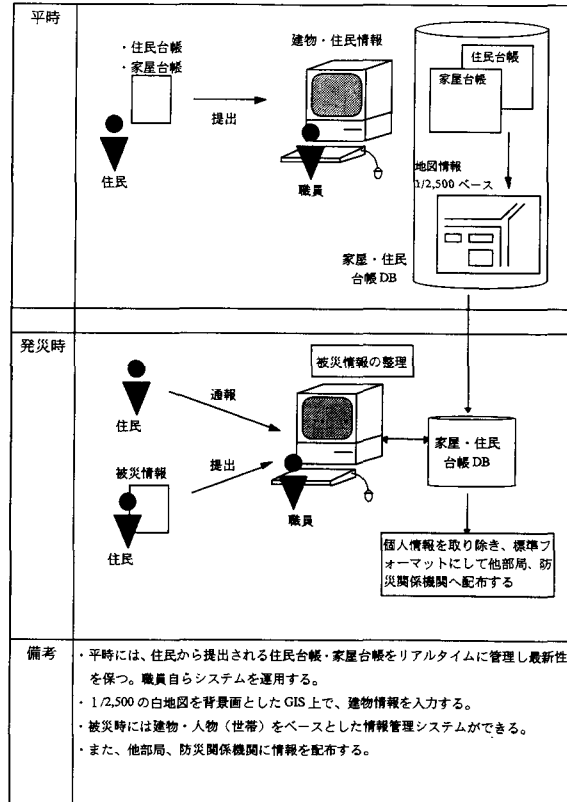 平時
・住民台帳
・家屋台帳
提出
住民
建物・住民情報
職員
住民台帳
家屋台帳
地図情報
1/2,500 ベース
家屋・住民
台帳 DB
発災時
住民
通報
被災情報
提出
住民
被災情報の整理
職員
家屋・住民
台帳 DB
個人情報を取り除き、標準フ
ォーマットにして他部局、防
災関係機関へ配布する
備考
・平時には、住民から提出される住民台帳・家屋台帳をリアルタイムに管理し最新性
を保つ。職員自らシステムを運用する。
・1/2,500 の白地図を背景画とした GIS 上で、建物情報を入力する。
・被災時には建物・人物（世帯）をベースとした情報管理システムができる。
・また、他部局、防災関係機関に情報を配布する。